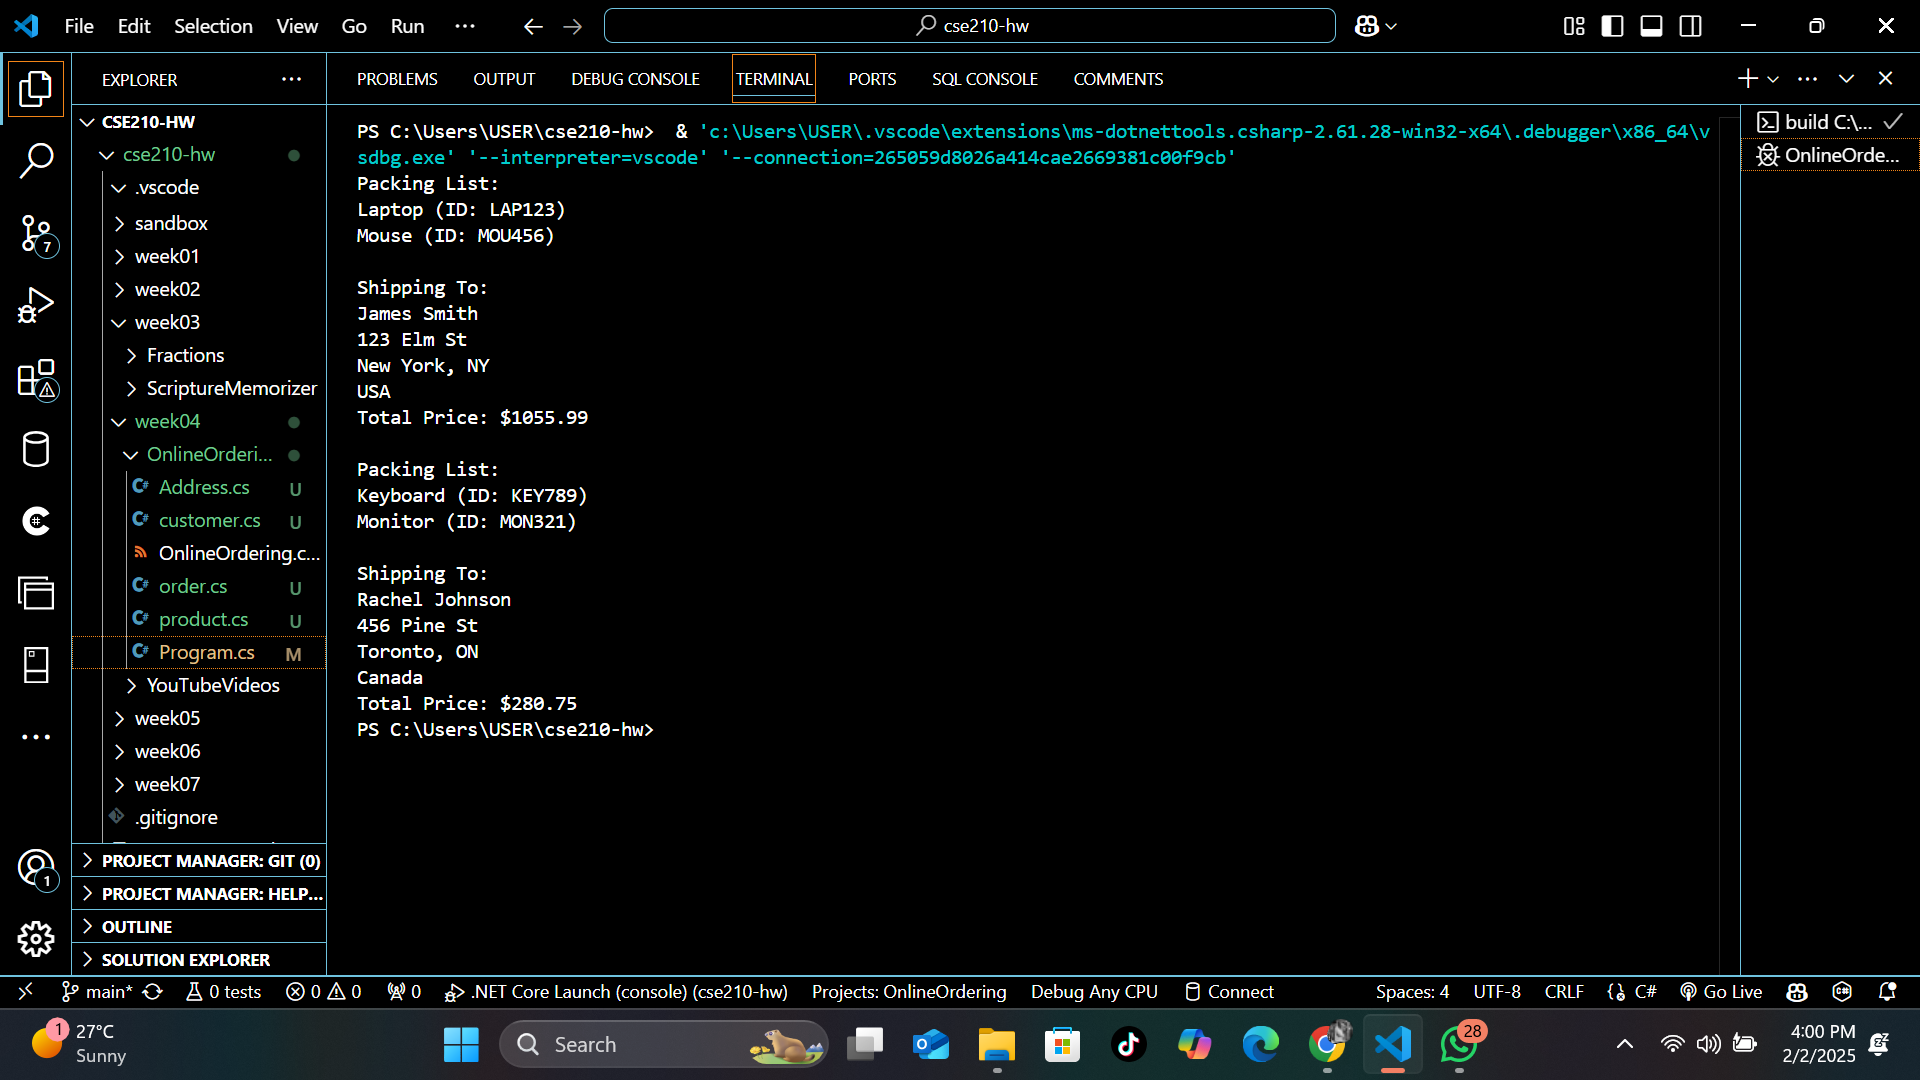 File Edit Selection View Go Run ··· cse210-hw
EXPLORER ···
CSE210-HW
cse210-hw
.vscode
sandbox
week01
week02
week03
Fractions
ScriptureMemorizer
week04
OnlineOrderi...
Address.cs U
customer.cs U
OnlineOrdering.c...
order.cs U
product.cs U
Program.cs M
YouTubeVideos
week05
week06
week07
.gitignore
PROJECT MANAGER: GIT (0)
PROJECT MANAGER: HELP...
OUTLINE
SOLUTION EXPLORER
7
1
PROBLEMS OUTPUT DEBUG CONSOLE TERMINAL PORTS SQL CONSOLE COMMENTS
PS C:\Users\USER\cse210-hw>  & 'c:\Users\USER\.vscode\extensions\ms-dotnettools.csharp-2.61.28-win32-x64\.debugger\x86_64\v
sdbg.exe' '--interpreter=vscode' '--connection=265059d8026a414cae2669381c00f9cb'
Packing List:
Laptop (ID: LAP123)
Mouse (ID: MOU456)
Shipping To:
James Smith
123 Elm St
New York, NY
USA
Total Price: $1055.99
Packing List:
Keyboard (ID: KEY789)
Monitor (ID: MON321)
Shipping To:
Rachel Johnson
456 Pine St
Toronto, ON
Canada
Total Price: $280.75
PS C:\Users\USER\cse210-hw>
build C:\...
OnlineOrde...
main* 0 tests 0 0 0 .NET Core Launch (console) (cse210-hw) Projects: OnlineOrdering Debug Any CPU Connect Spaces: 4 UTF-8 CRLF C# Go Live
1 27°C
Sunny
Search
28
4:00 PM
2/2/2025